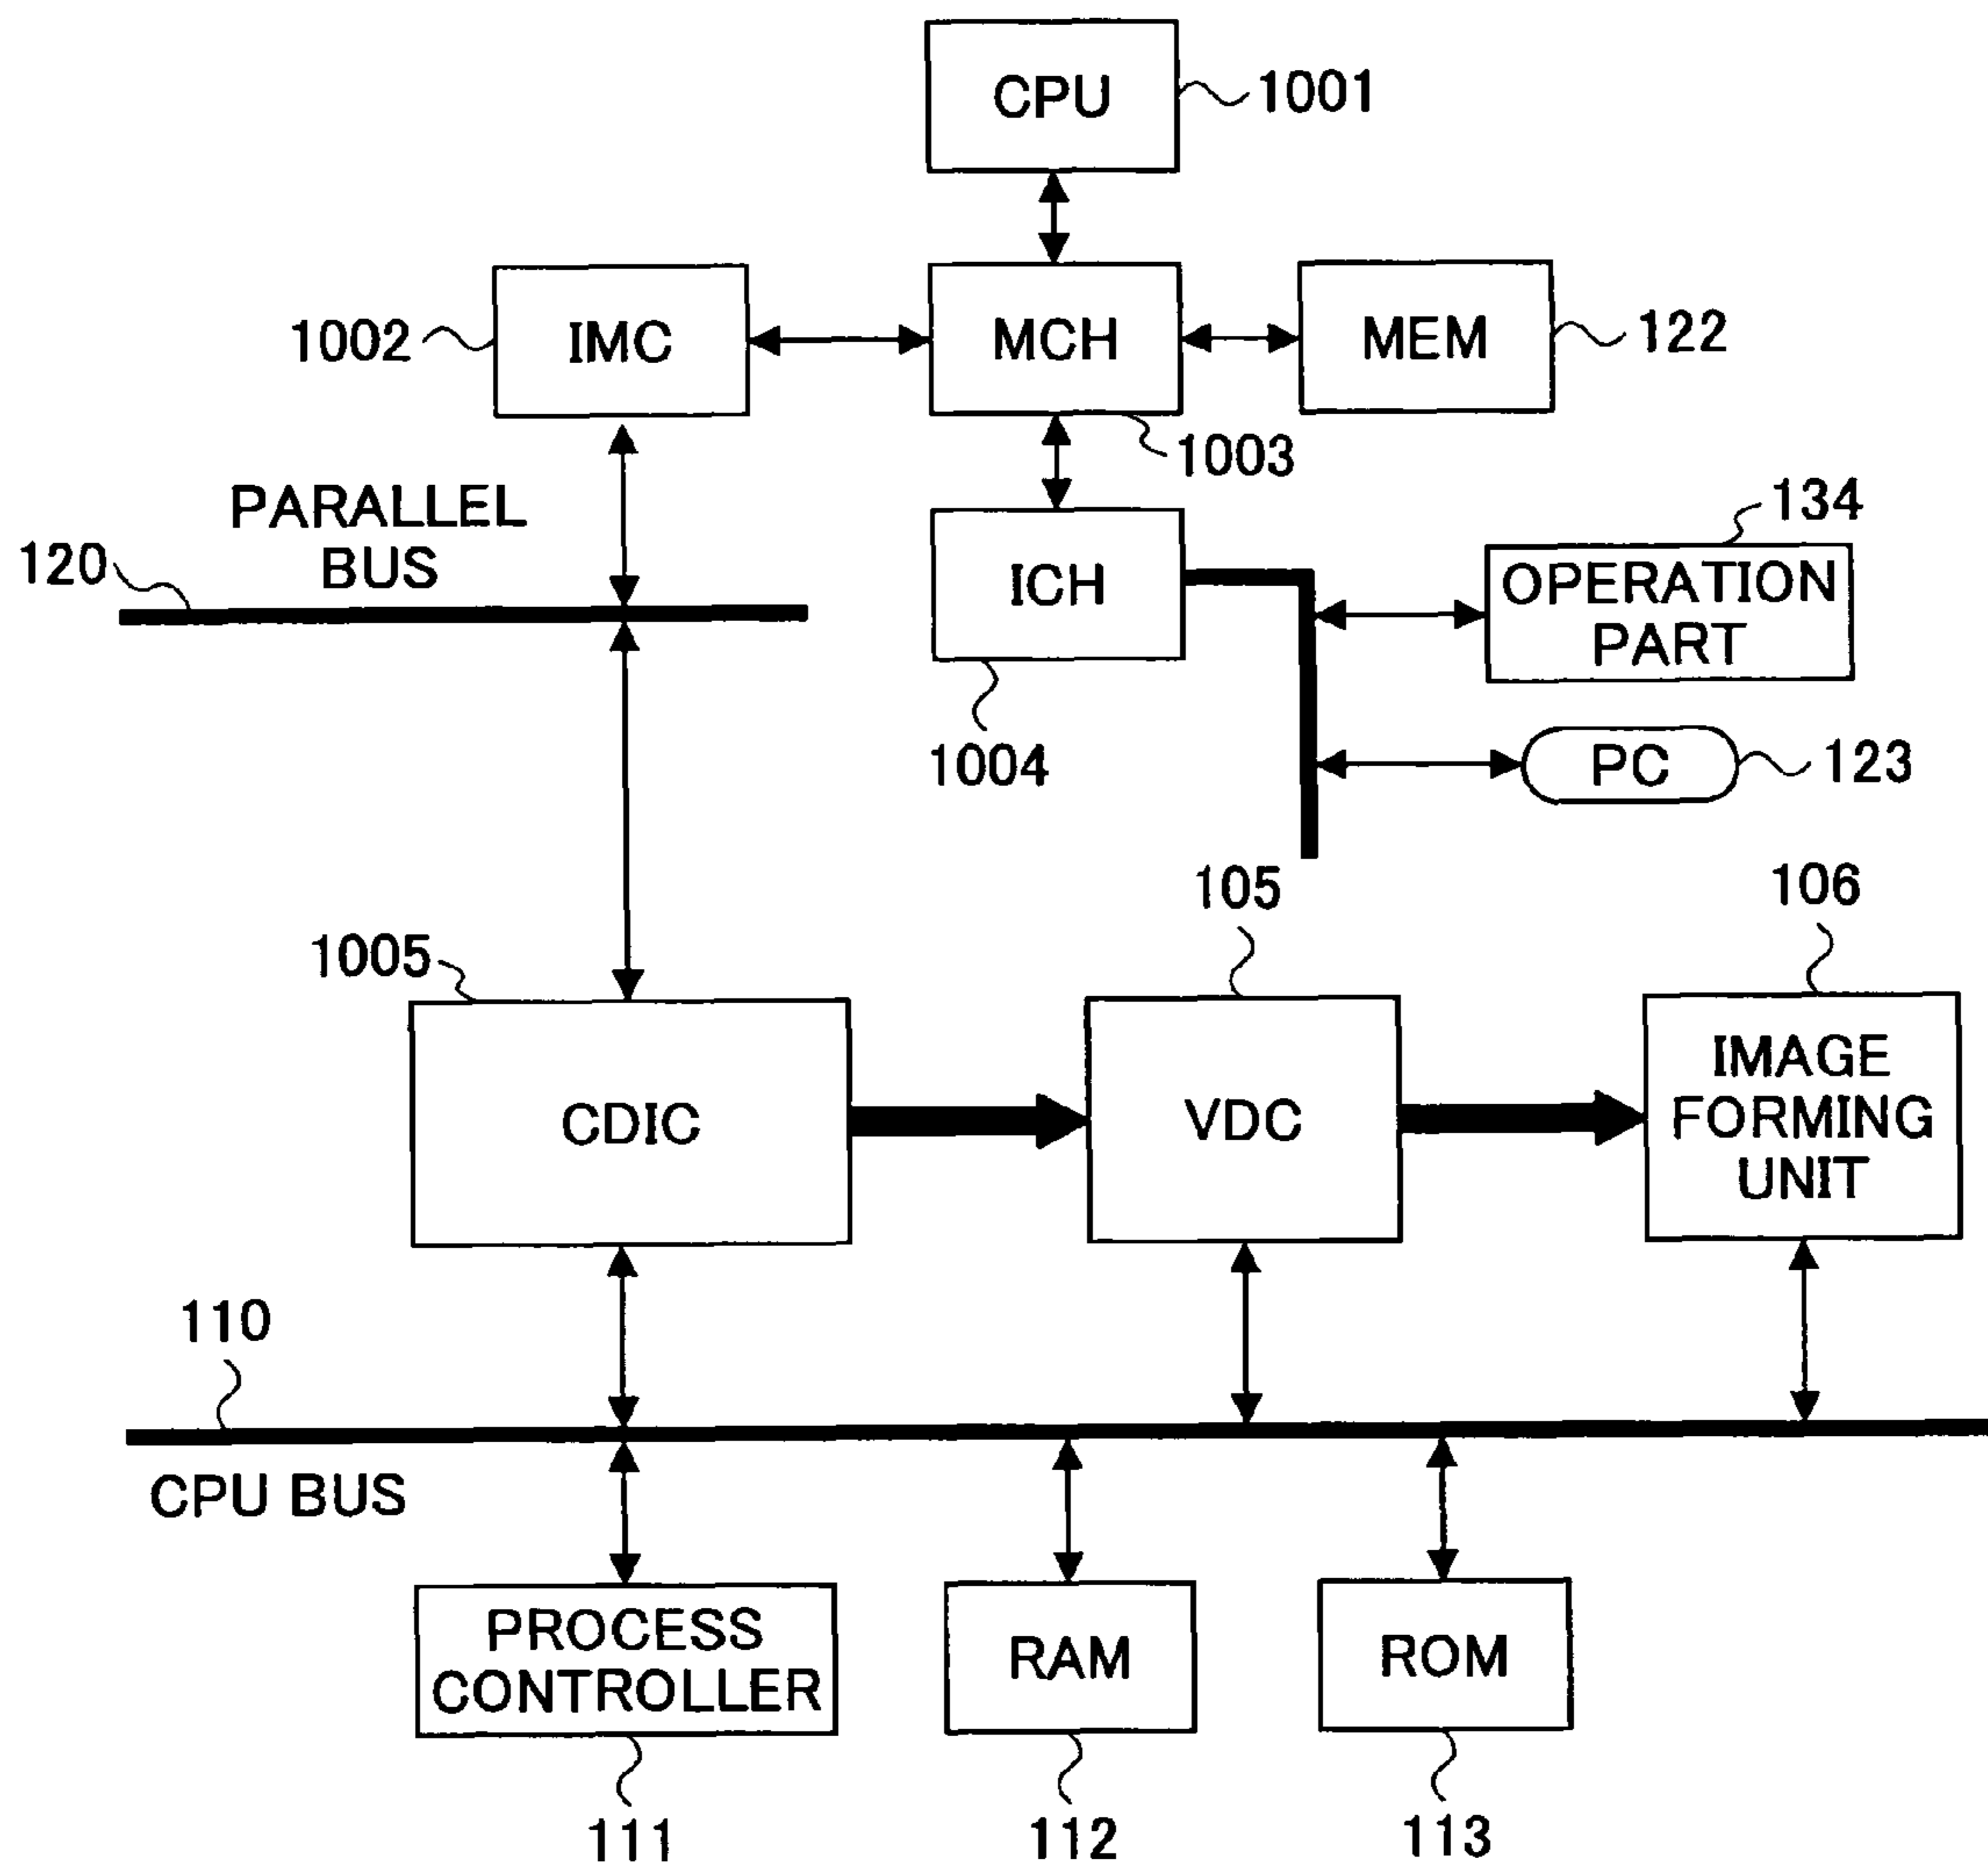 CPU
1001
1002
IMC
MCH
MEM
122
1003
PARALLEL
BUS
120
ICH
134
OPERATION
PART
1004
PC
123
105
106
1005
CDIC
VDC
IMAGE
FORMING
UNIT
110
CPU BUS
PROCESS
CONTROLLER
RAM
ROM
111
112
113